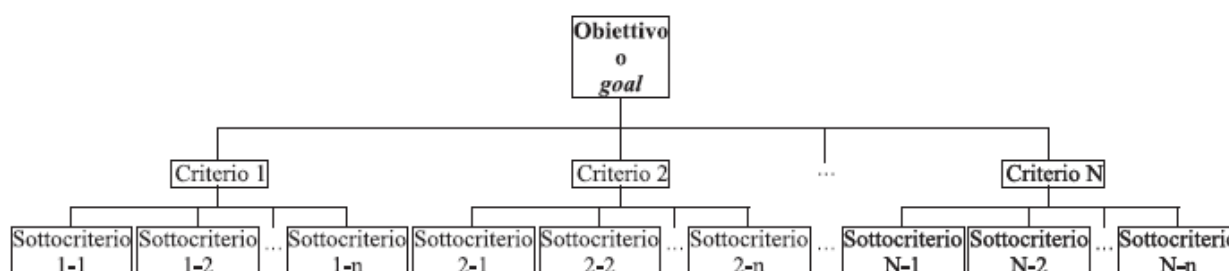 Obiettivo
o
goal
Criterio 1
Criterio 2
...
Criterio N
Sottocriterio
1-1
Sottocriterio
1-2
...
Sottocriterio
1-n
Sottocriterio
2-1
Sottocriterio
2-2
...
Sottocriterio
2-n
...
Sottocriterio
N-1
Sottocriterio
N-2
...
Sottocriterio
N-n